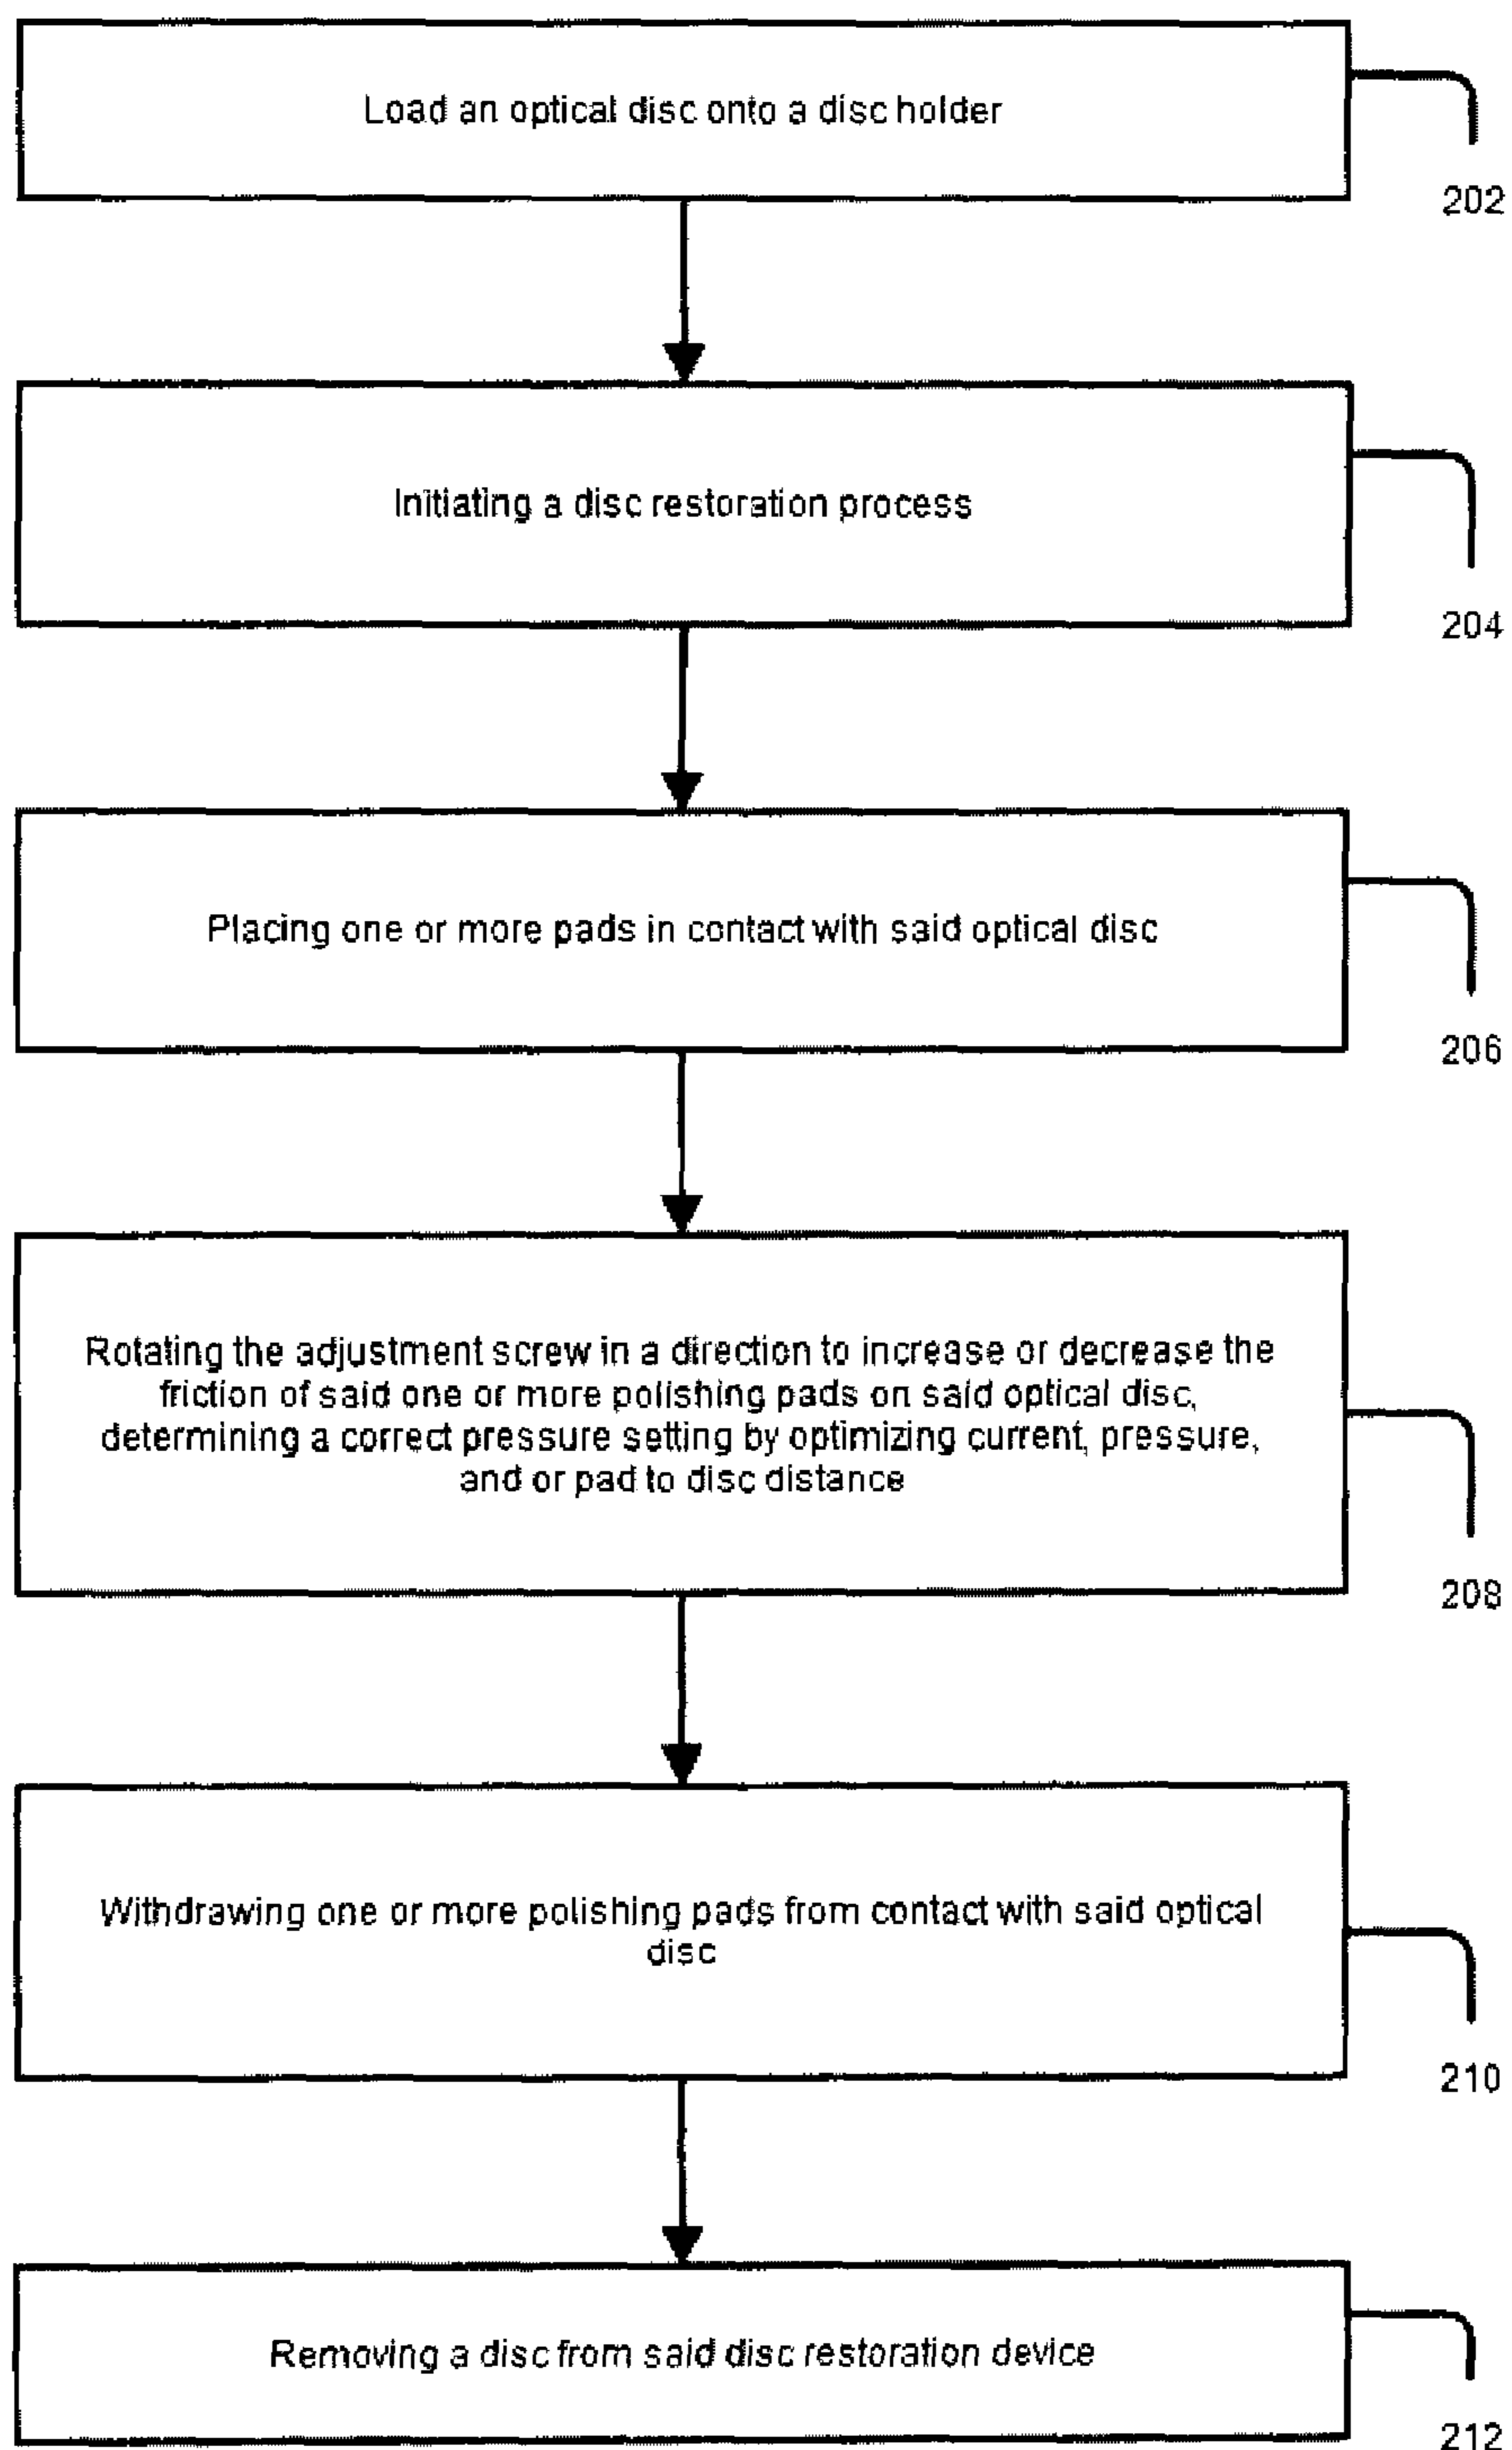 Load an optical disc onto a disc holder
202
Initiating a disc restoration process
204
Placing one or more pads in contact with said optical disc
206
Rotating the adjustment screw in a direction to increase or decrease the
friction of said one or more polishing pads on said optical disc,
determining a correct pressure setting by optimizing current, pressure,
and or pad to disc distance
208
Withdrawing one or more polishing pads from contact with said optical
disc
210
Removing a disc from said disc restoration device
212